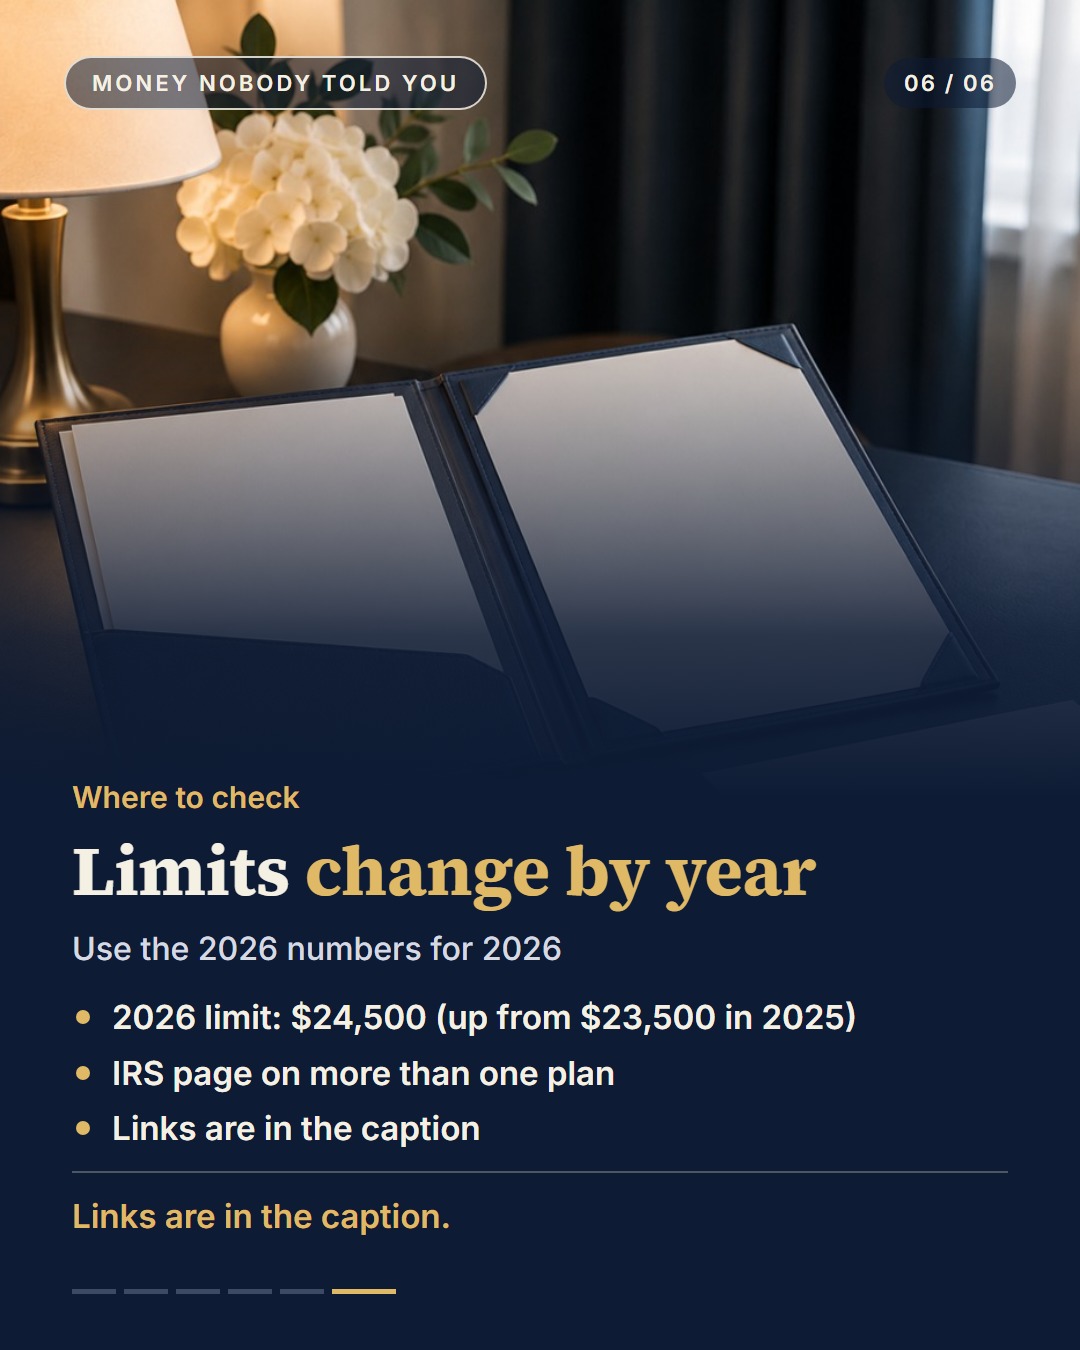 MONEY NOBODY TOLD YOU
06 / 06
Where to check
Limits change by year
Use the 2026 numbers for 2026
• 2026 limit: $24,500 (up from $23,500 in 2025)
• IRS page on more than one plan
• Links are in the caption
Links are in the caption.